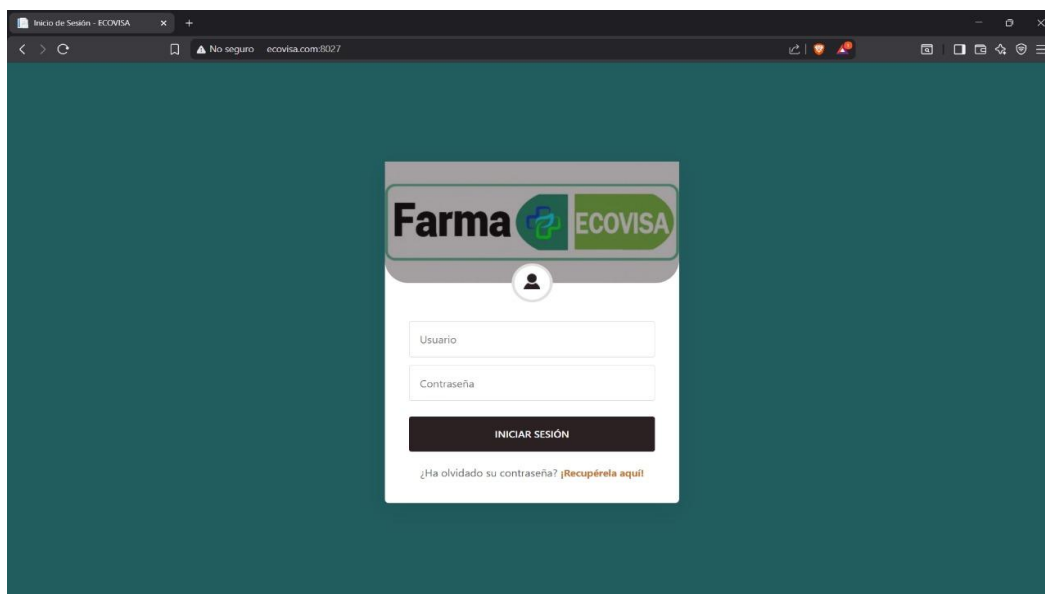 Inicio de Sesión - ECOVISA
No seguro ecovisa.com:8027
Farma ECOVISA
Usuario
Contraseña
INICIAR SESIÓN
¿Ha olvidado su contraseña? ¡Recupérela aquí!